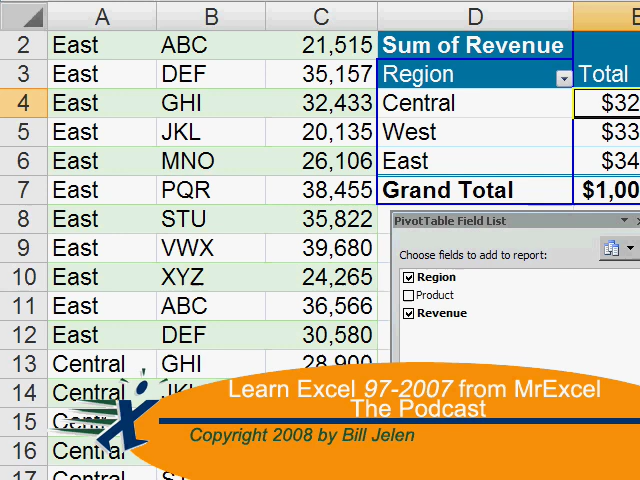 A B C D E
2 East ABC 21,515 Sum of Revenue
3 East DEF 35,157 Region Total
4 East GHI 32,433 Central $32
5 East JKL 20,135 West $33
6 East MNO 26,106 East $34
7 East PQR 38,455 Grand Total $1,00
8 East STU 35,822
PivotTable Field List
9 East VWX 39,680
Choose fields to add to report:
10 East XYZ 24,265
Region
Product
11 East ABC 36,566
Revenue
12 East DEF 30,580
13 Central GHI 28,900
14 Central JKL
Learn Excel 97-2007 from MrExcel
The Podcast
15 Central
Copyright 2008 by Bill Jelen
16 Central
17 Central